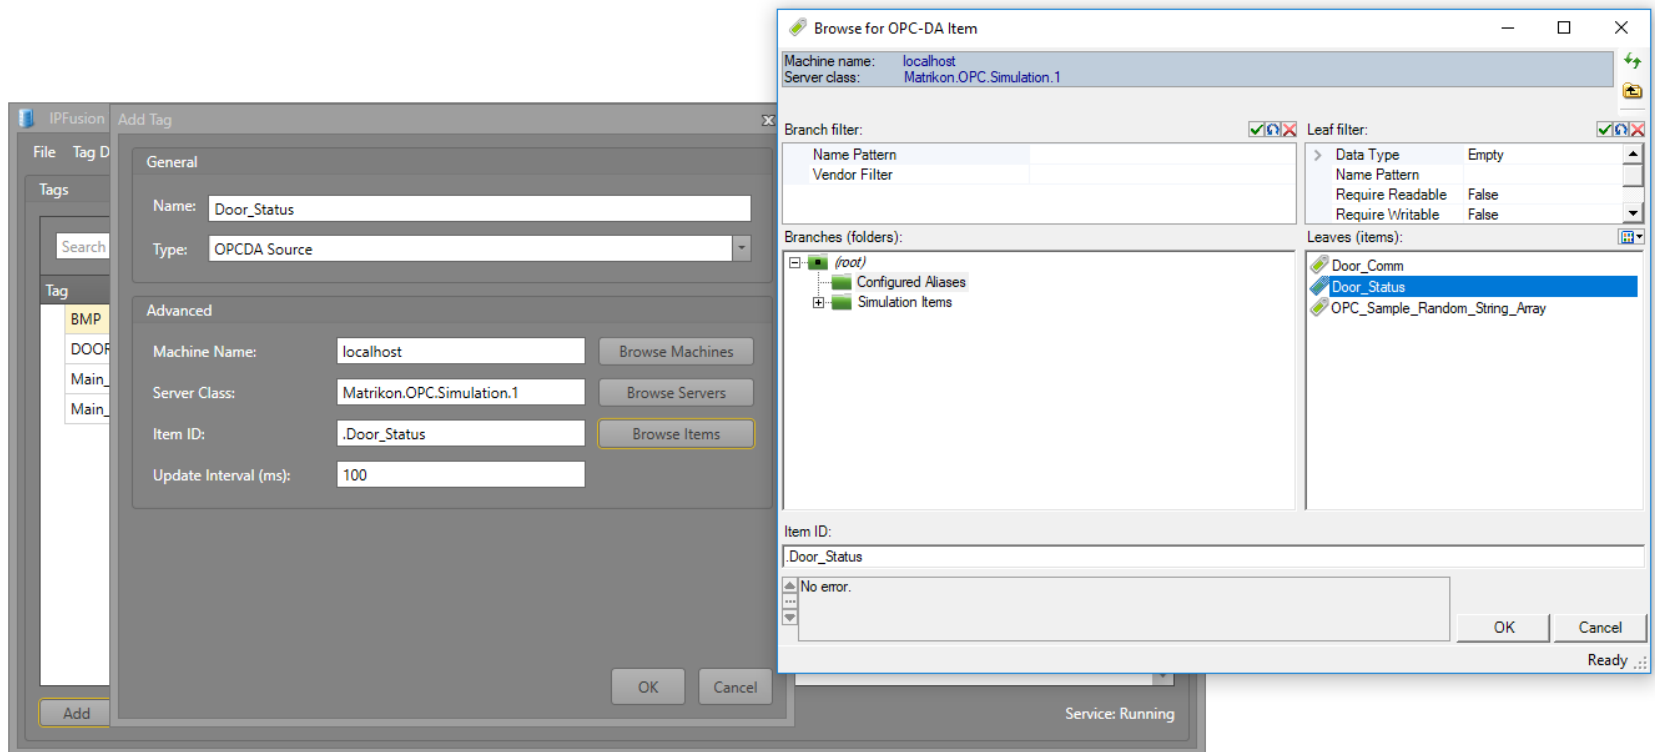 IPFusion
File Tag D
Tags
Search
Tag
BMP
DOOR
Main_
Main_
Add
Add Tag
General
Name: Door_Status
Type: OPCDA Source
Advanced
Machine Name: localhost Browse Machines
Server Class: Matrikon.OPC.Simulation.1 Browse Servers
Item ID: .Door_Status Browse Items
Update Interval (ms): 100
OK Cancel
Service: Running
Browse for OPC-DA Item
Machine name: localhost
Server class: Matrikon.OPC.Simulation.1
Branch filter:
Name Pattern
Vendor Filter
Leaf filter:
Data Type Empty
Name Pattern
Require Readable False
Require Writable False
Branches (folders):
(root)
Configured Aliases
Simulation Items
Leaves (items):
Door_Comm
Door_Status
OPC_Sample_Random_String_Array
Item ID:
.Door_Status
No error.
OK Cancel
Ready